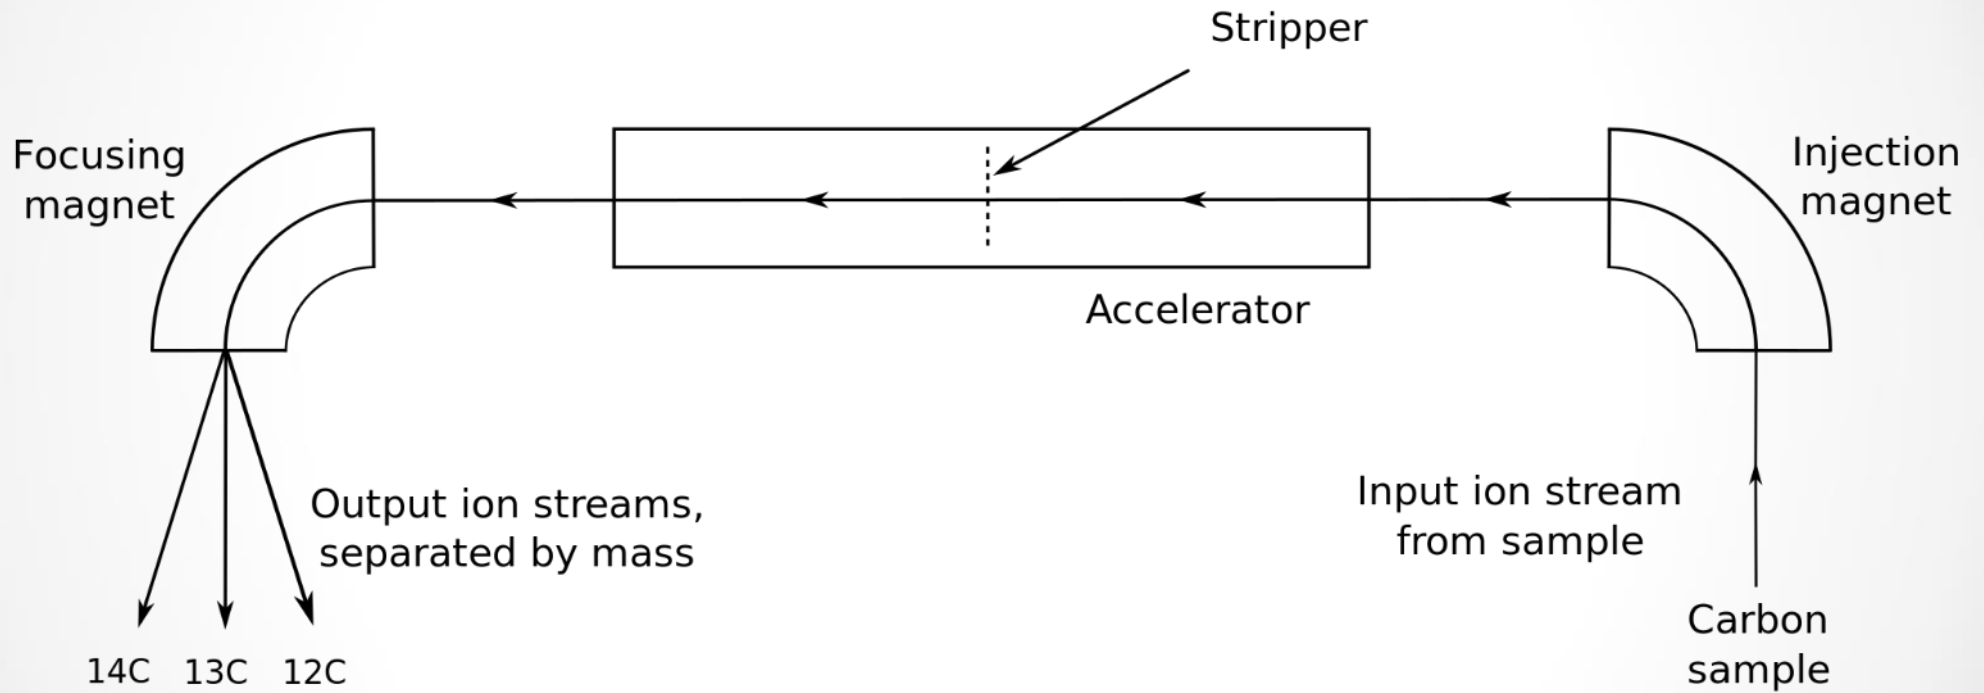 Stripper
Focusing
magnet
Injection
magnet
Accelerator
Output ion streams,
separated by mass
Input ion stream
from sample
Carbon
sample
14C 13C 12C